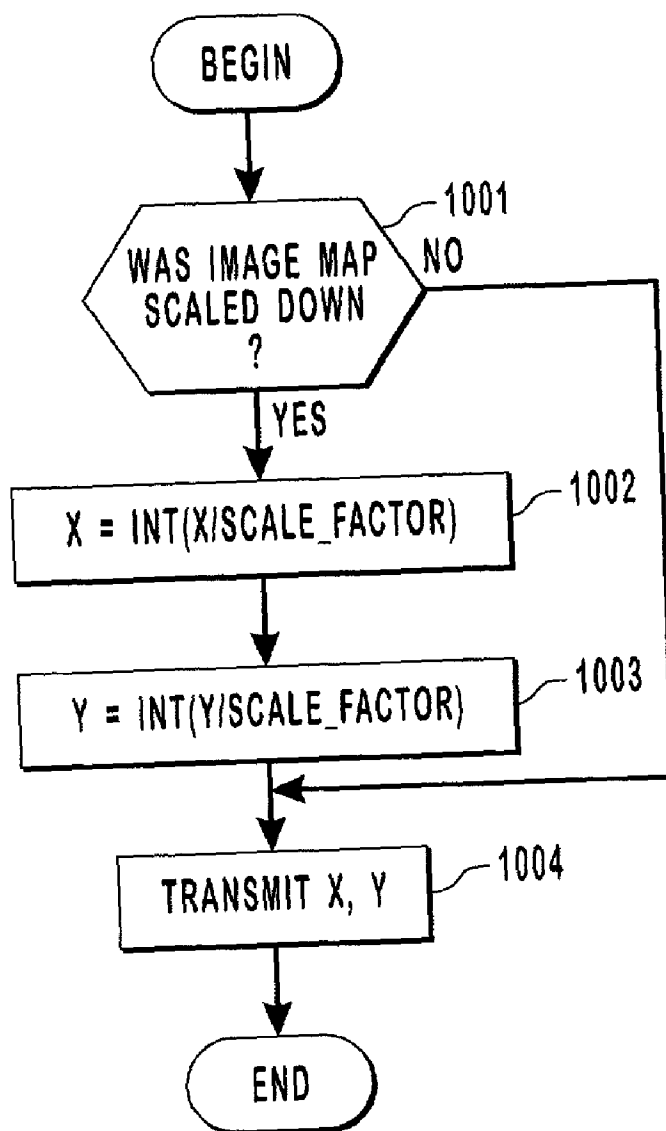 BEGIN
1001
WAS IMAGE MAP
SCALED DOWN
?
NO
YES
X = INT(X/SCALE_FACTOR)
1002
Y = INT(Y/SCALE_FACTOR)
1003
TRANSMIT X, Y
1004
END